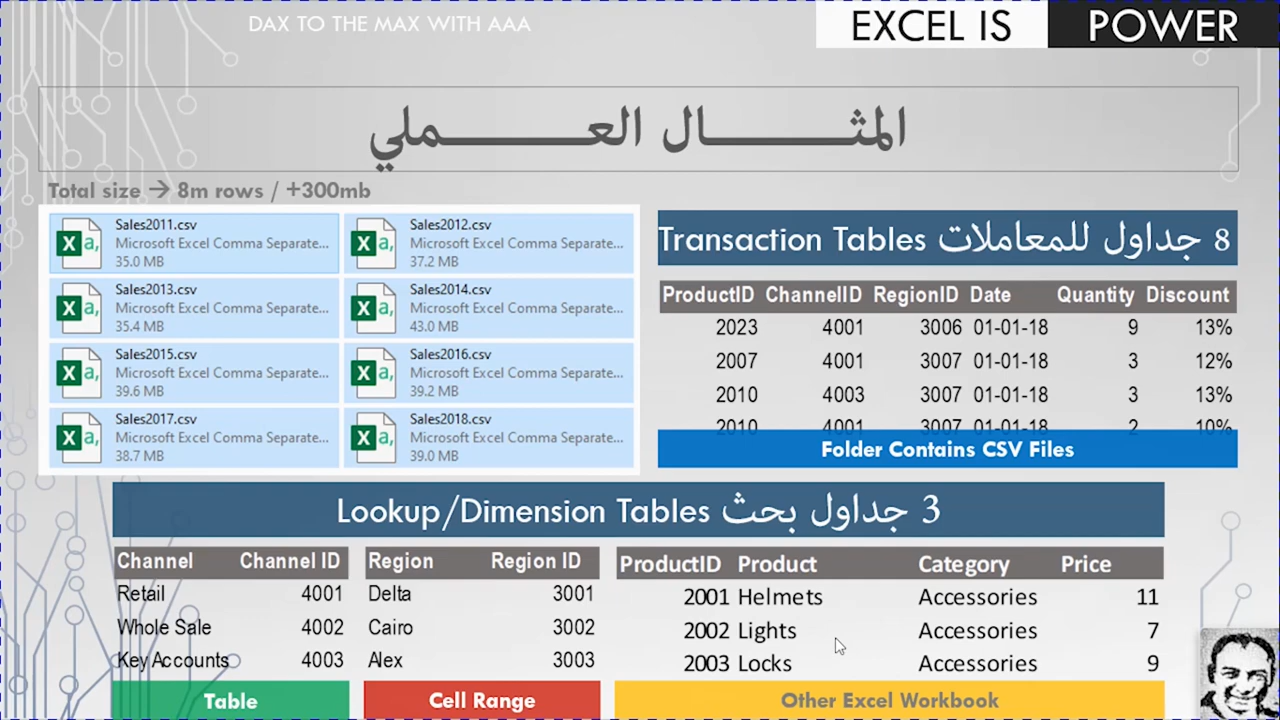 DAX TO THE MAX WITH AAA
EXCEL IS POWER
المثـــــال العـــــملي
Total size → 8m rows / +300mb
Sales2011.csv
Microsoft Excel Comma Separate...
35.0 MB
Sales2012.csv
Microsoft Excel Comma Separate...
37.2 MB
Sales2013.csv
Microsoft Excel Comma Separate...
35.4 MB
Sales2014.csv
Microsoft Excel Comma Separate...
43.0 MB
Sales2015.csv
Microsoft Excel Comma Separate...
39.6 MB
Sales2016.csv
Microsoft Excel Comma Separate...
39.2 MB
Sales2017.csv
Microsoft Excel Comma Separate...
38.7 MB
Sales2018.csv
Microsoft Excel Comma Separate...
39.0 MB
8 جداول للمعاملات Transaction Tables
ProductID ChannelID RegionID Date Quantity Discount
2023 4001 3006 01-01-18 9 13%
2007 4001 3007 01-01-18 3 12%
2010 4003 3007 01-01-18 3 13%
2010 4001 3007 01-01-18 2 10%
Folder Contains CSV Files
3 جداول بحث Lookup/Dimension Tables
Channel Channel ID
Retail 4001
Whole Sale 4002
Key Accounts 4003
Table
Region Region ID
Delta 3001
Cairo 3002
Alex 3003
Cell Range
ProductID Product Category Price
2001 Helmets Accessories 11
2002 Lights Accessories 7
2003 Locks Accessories 9
Other Excel Workbook